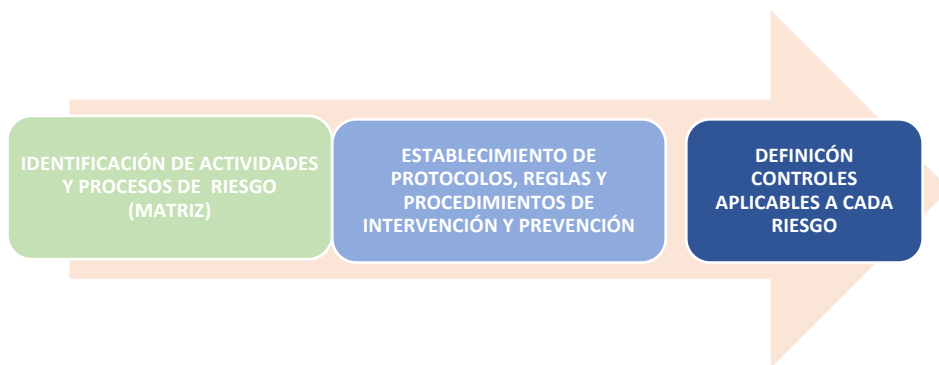 IDENTIFICACIÓN DE ACTIVIDADES
Y PROCESOS DE RIESGO
(MATRIZ)
ESTABLECIMIENTO DE
PROTOCOLOS, REGLAS Y
PROCEDIMIENTOS DE
INTERVENCIÓN Y PREVENCIÓN
DEFINICÓN
CONTROLES
APLICABLES A CADA
RIESGO